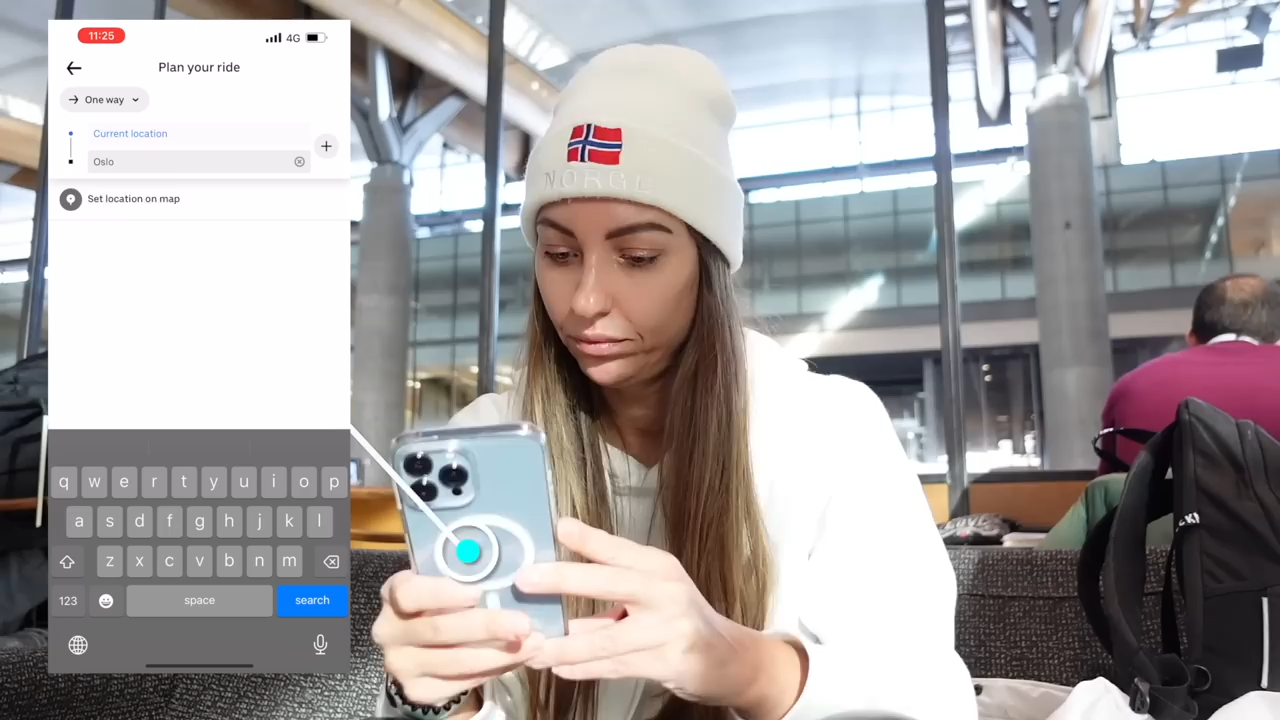 11:25
4G
Plan your ride
One way
Current location
Oslo
Set location on map
q w e r t y u i o p
a s d f g h j k l
z x c v b n m
123 space search
NORGE